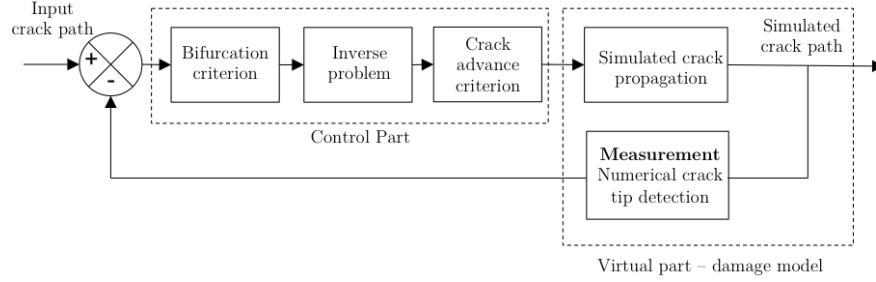 Input
crack path
+
-
Bifurcation
criterion
Inverse
problem
Crack
advance
criterion
Control Part
Simulated crack
propagation
Simulated
crack path
Measurement
Numerical crack
tip detection
Virtual part – damage model